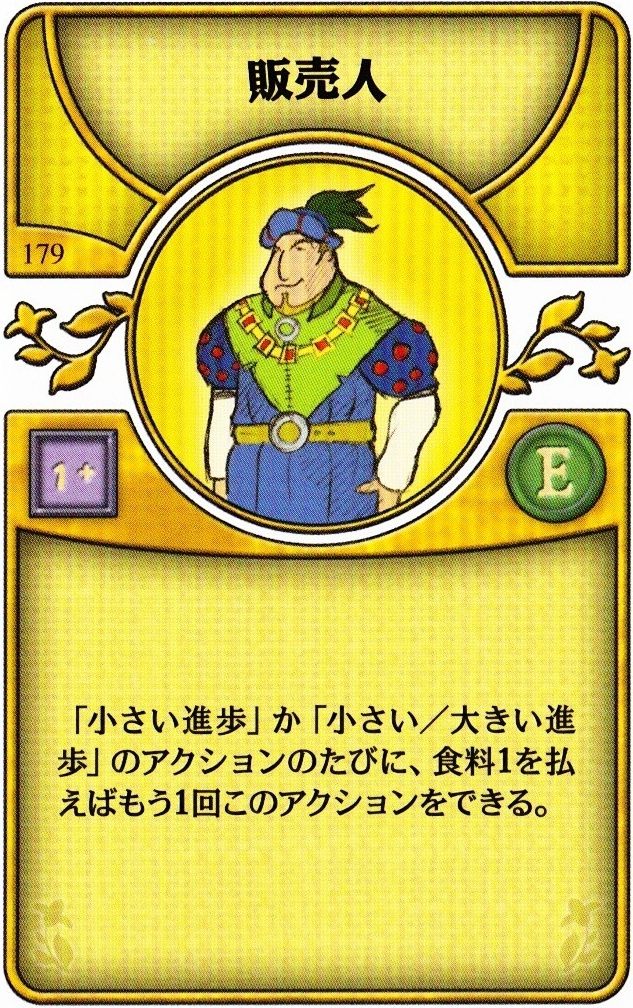 販売人
179
1+
E
「小さい進歩」か「小さい／大きい進
歩」のアクションのたびに、食料1を払
えばもう1回このアクションをできる。